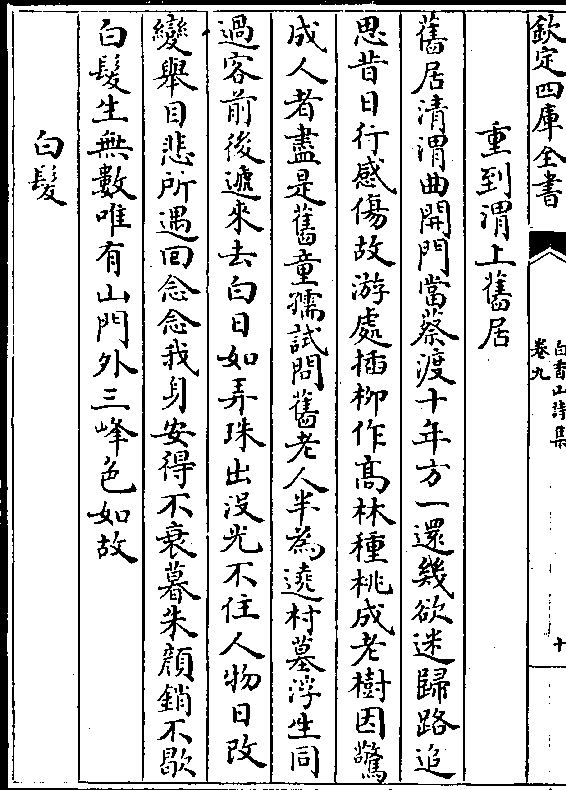 欽定四庫全書
白香山詩集
卷九
十
重到渭上舊居
舊居清渭曲開門當蔡渡十年方一還幾欲迷歸路追
思昔日行感傷故游處插柳作高林種桃成老樹因驚
成人者盡是舊童孺試問舊老人半為遶村墓浮生同
過客前後遞來去白日如弄珠出没光不住人物日改
變舉目悲所遇回念念我身安得不衰暮朱顔銷不歇
白髮生無數唯有山門外三峰色如故
白髮